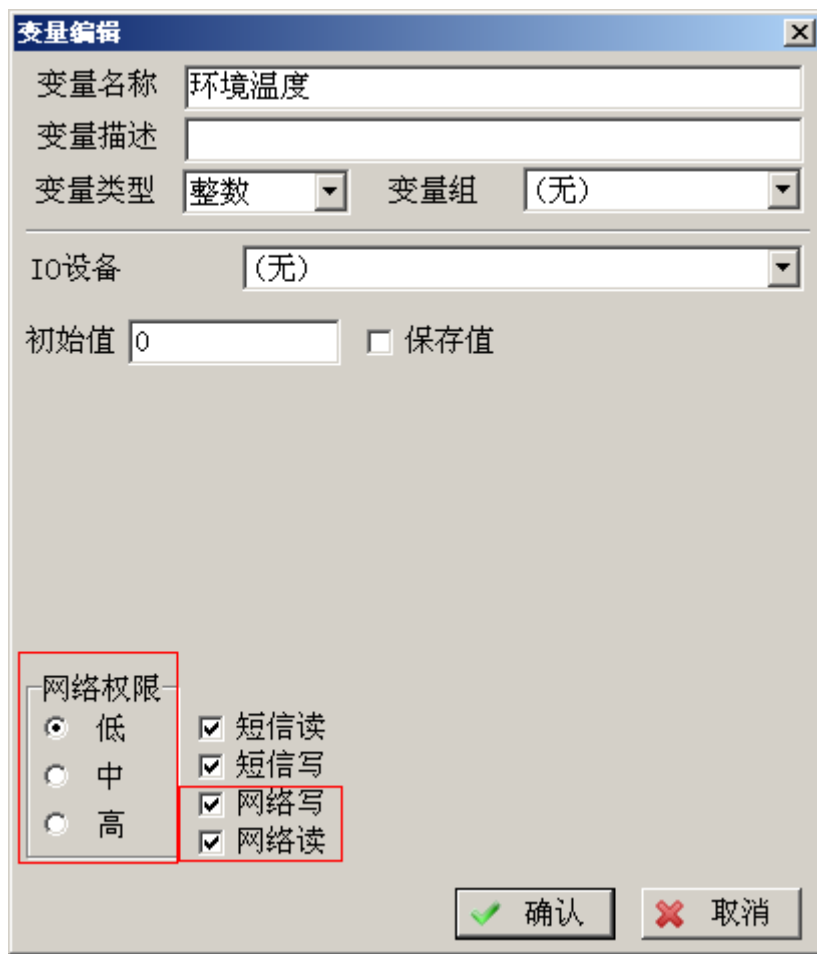 变量编辑
变量名称 环境温度
变量描述
变量类型 整数 变量组 (无)
IO设备 (无)
初始值 0 保存值
网络权限
低 短信读
中 短信写
高 网络写
网络读
确认 取消